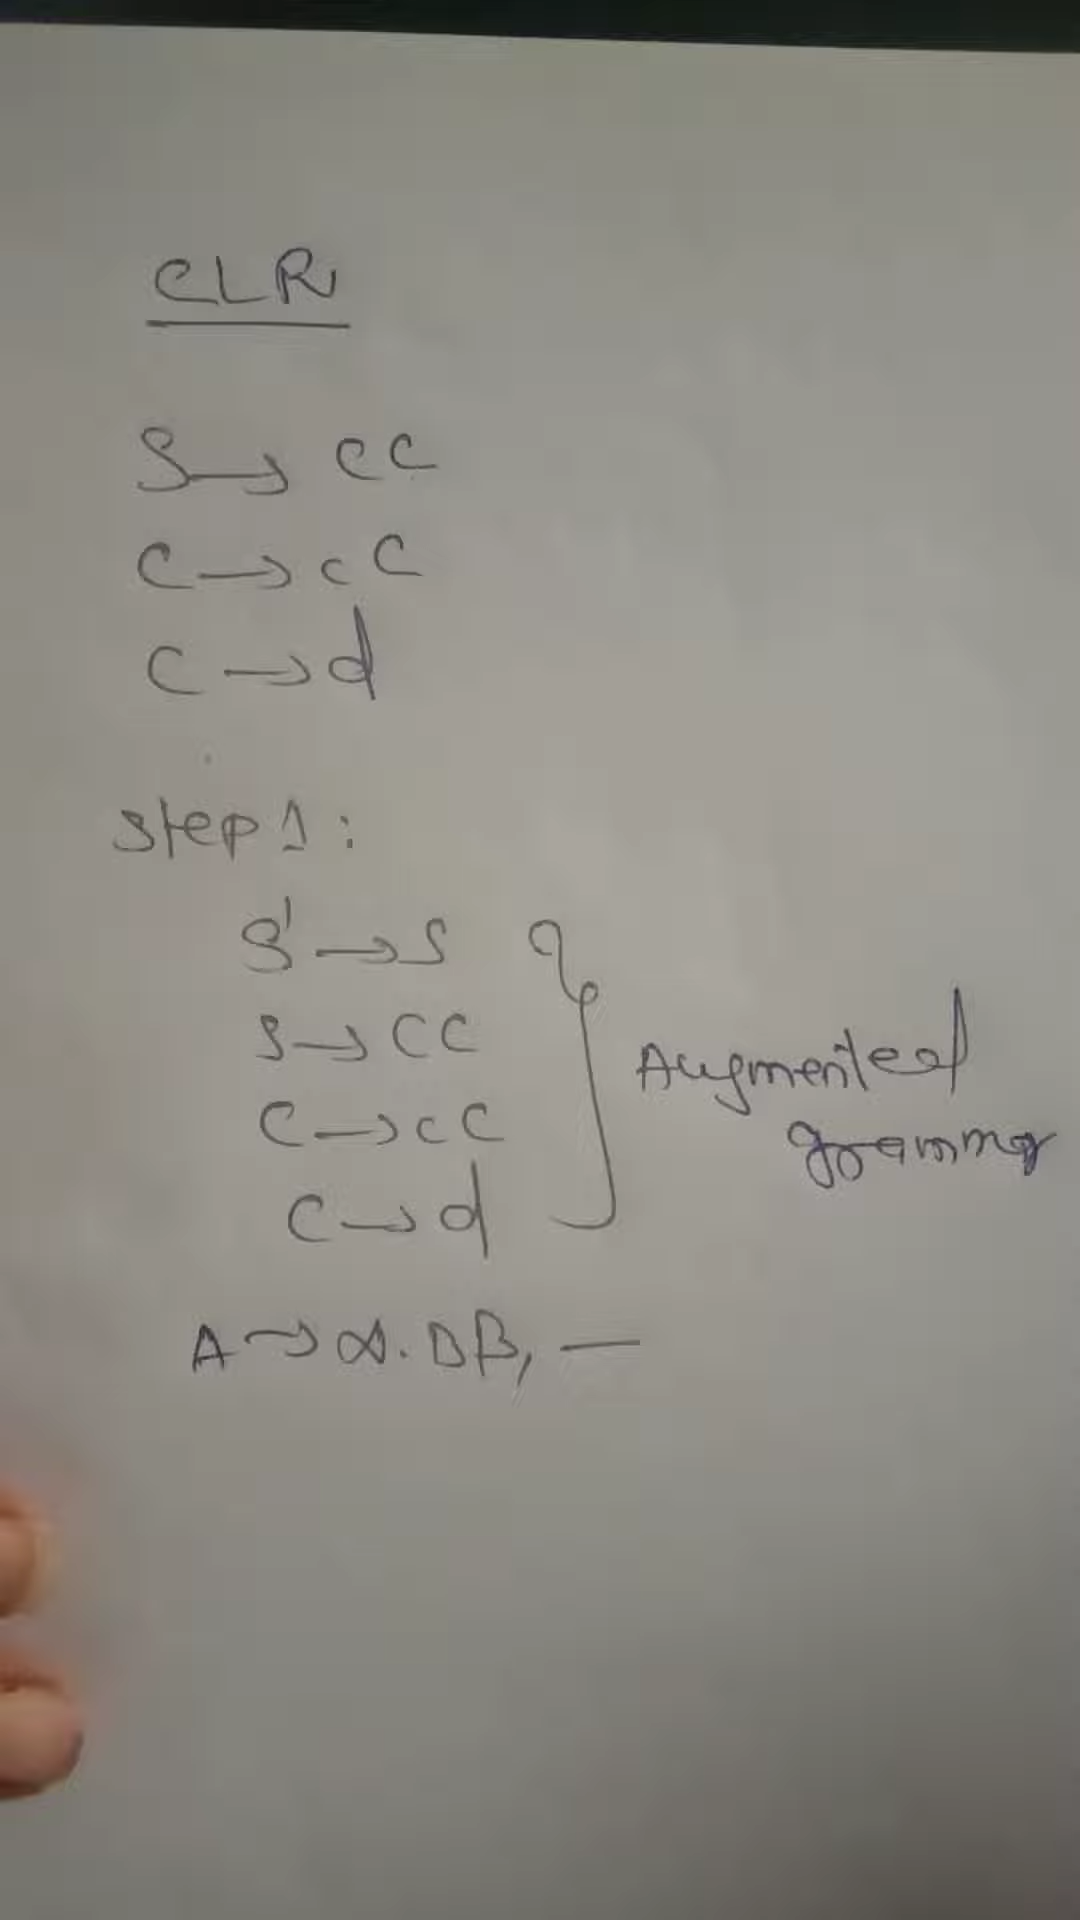 CLR
S → CC
C → cC
C → d
Step 1:
S' → S
S → CC
C → cC
C → d
Augmented
grammar
A → α.Bβ, —